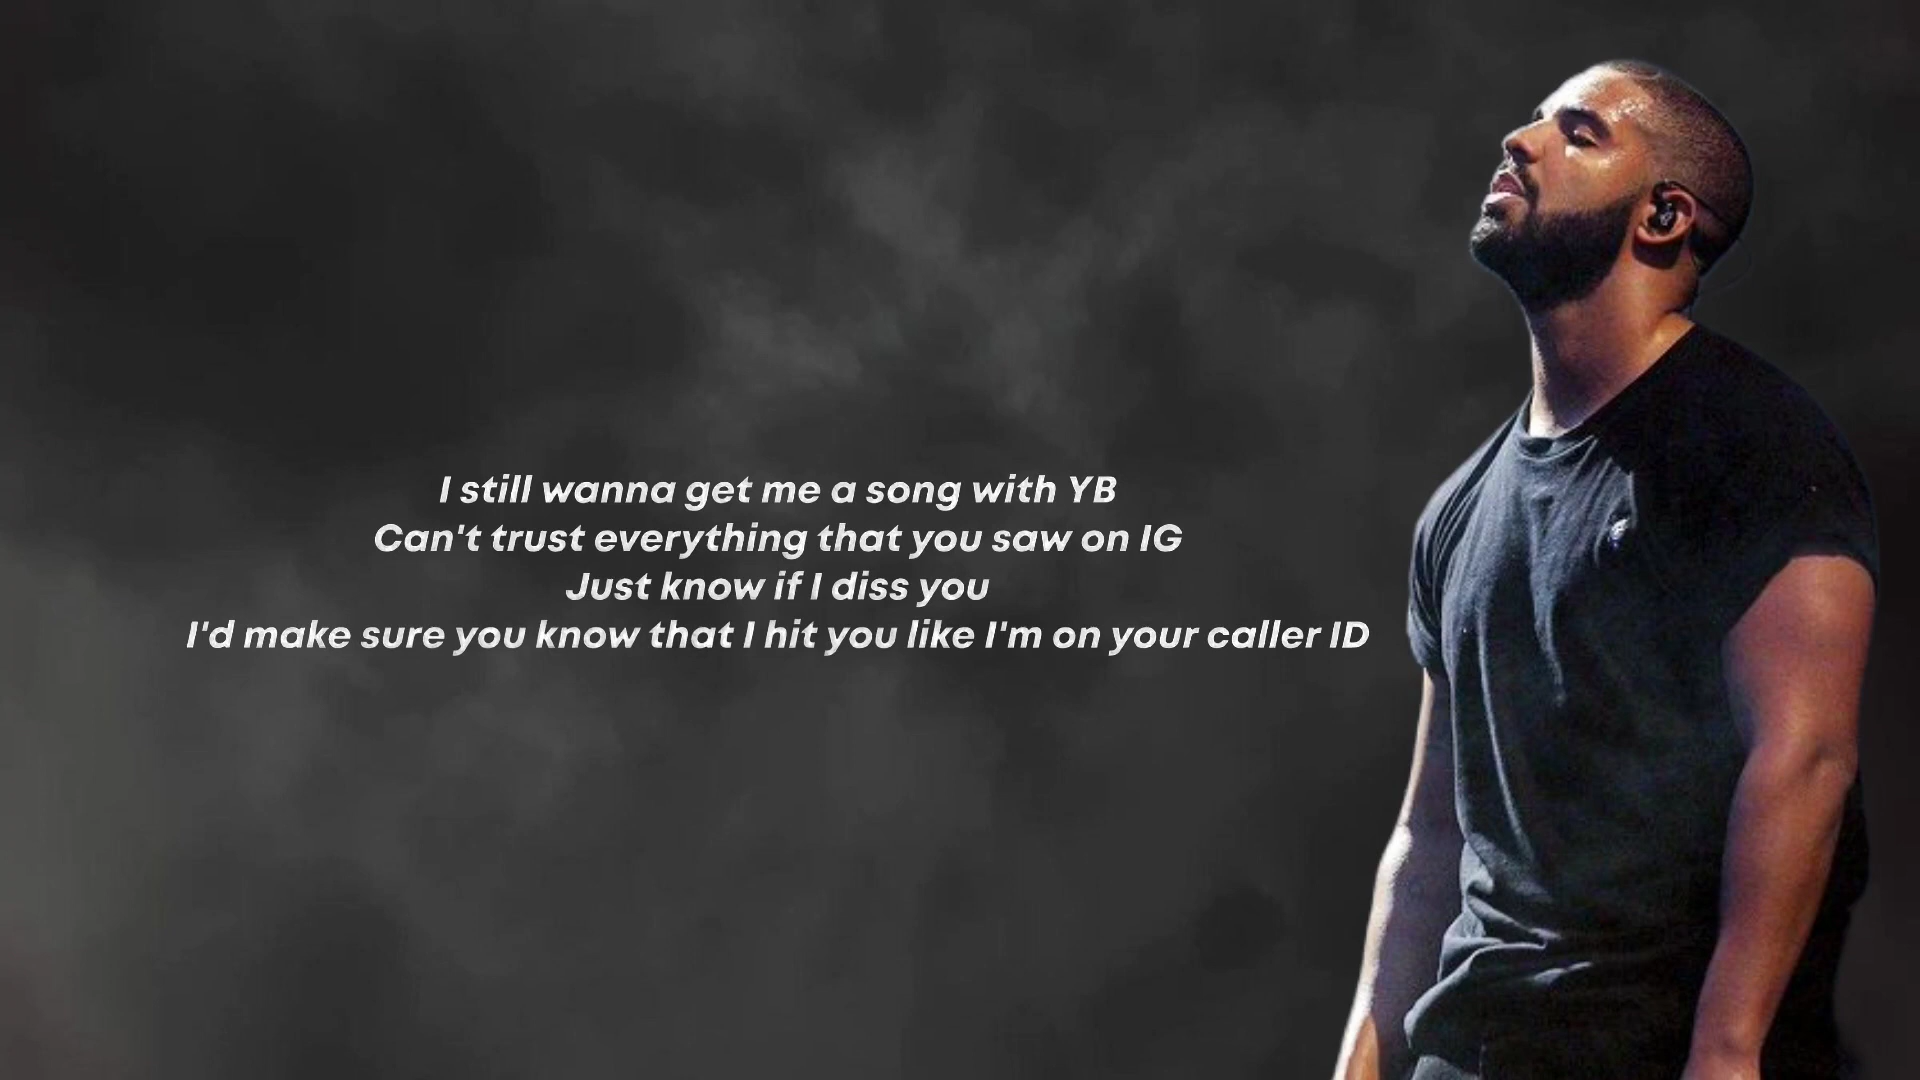 I still wanna get me a song with YB
Can't trust everything that you saw on IG
Just know if I diss you
I'd make sure you know that I hit you like I'm on your caller ID